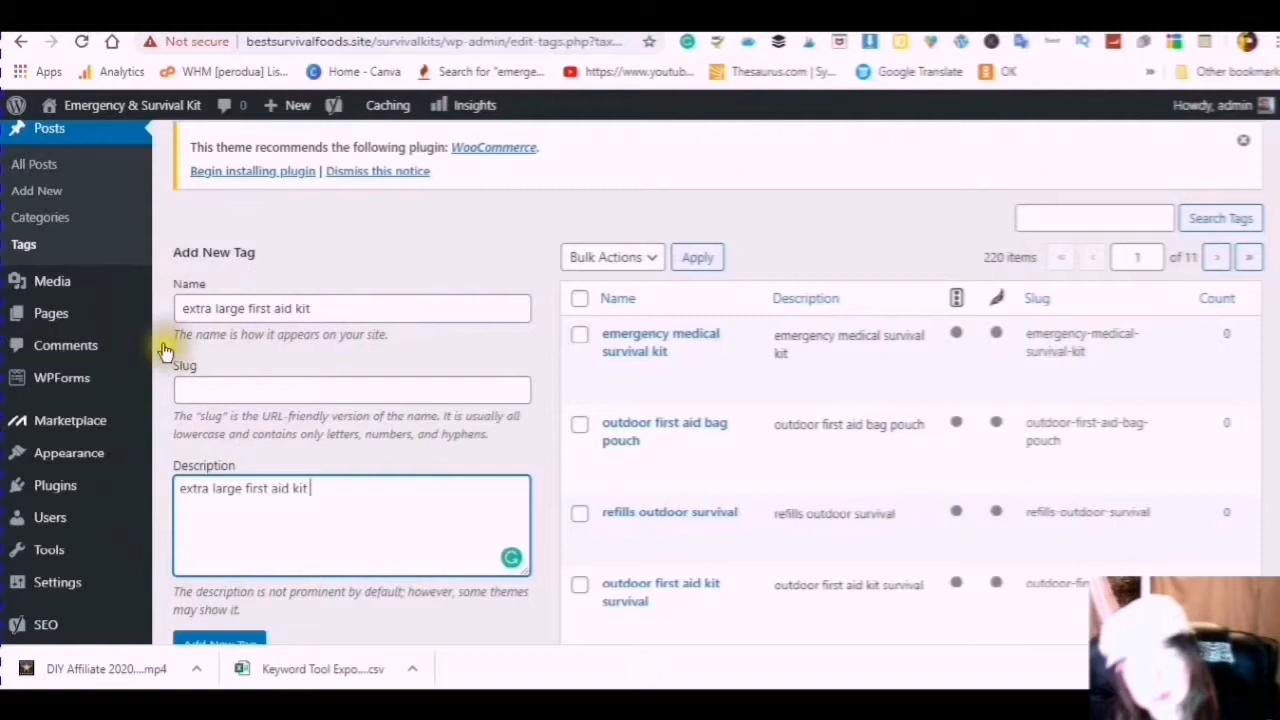 Not secure bestsurvivalfoods.site/survivalkits/wp-admin/edit-tags.php?tax...
Apps Analytics WHM [perodua] Lis... Home - Canva Search for "emerge... https://www.youtub... Thesaurus.com | Sy... Google Translate OK » Other bookmark
Emergency & Survival Kit 0 New Caching Insights Howdy, admin
Posts
All Posts
Add New
Categories
Tags
Media
Pages
Comments
WPForms
Marketplace
Appearance
Plugins
Users
Tools
Settings
SEO
This theme recommends the following plugin: WooCommerce.
Begin installing plugin | Dismiss this notice
Search Tags
Add New Tag
Name
extra large first aid kit
The name is how it appears on your site.
Slug
The "slug" is the URL-friendly version of the name. It is usually all
lowercase and contains only letters, numbers, and hyphens.
Description
extra large first aid kit
The description is not prominent by default; however, some themes
may show it.
Add New Tag
Bulk Actions Apply 220 items « ‹ 1 of 11 › »
Name Description Slug Count
emergency medical
survival kit
emergency medical survival
kit
emergency-medical-
survival-kit
0
outdoor first aid bag
pouch
outdoor first aid bag pouch
outdoor-first-aid-bag-
pouch
0
refills outdoor survival refills outdoor survival refills-outdoor-survival 0
outdoor first aid kit
survival
outdoor first aid kit survival
outdoor-fir
DIY Affiliate 2020....mp4 Keyword Tool Expo....csv